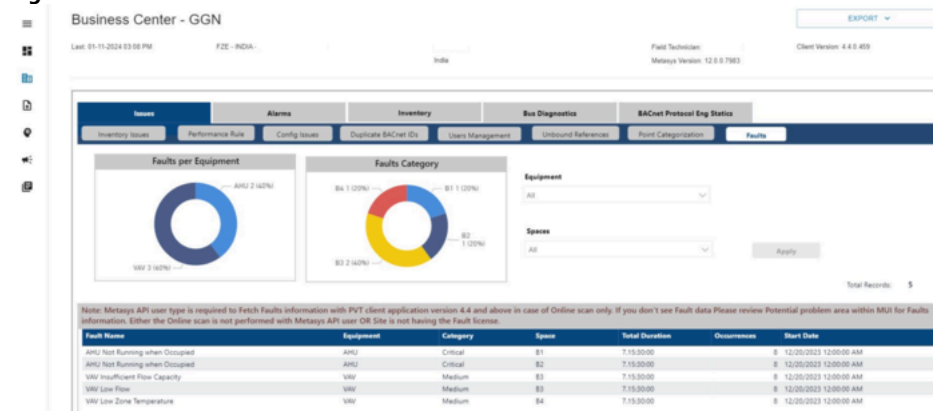 Business Center - GGN
EXPORT
Last: 01-11-2024 03:08 PM
FZE - INDIA-
India
Field Technician:
Metasys Version: 12.0.0.7983
Client Version: 4.4.0.459
Issues
Alarms
Inventory
Bus Diagnostics
BACnet Protocol Eng Statics
Inventory Issues
Performance Rule
Config Issues
Duplicate BACnet IDs
Users Management
Unbound References
Point Categorization
Faults
Faults per Equipment
AHU 2 (40%)
VAV 3 (60%)
Faults Category
B4 1 (20%)
B1 1 (20%)
B2
1 (20%)
B3 2 (40%)
Equipment
All
Spaces
All
Apply
Total Records: 5
Note: Metasys API user type is required to Fetch Faults information with PVT client application version 4.4 and above in case of Online scan only. If you don't see Fault data Please review Potential problem area within MUI for Faults
information. Either the Online scan is not performed with Metasys API user OR Site is not having the Fault license.
Fault Name Equipment Category Space Total Duration Occurrences Start Date
AHU Not Running when Occupied AHU Critical B1 7.15:30:00 8 12/20/2023 12:00:00 AM
AHU Not Running when Occupied AHU Critical B2 7.15:30:00 8 12/20/2023 12:00:00 AM
VAV Insufficient Flow Capacity VAV Medium B3 7.15:30:00 8 12/20/2023 12:00:00 AM
VAV Low Flow VAV Medium B3 7.15:30:00 8 12/20/2023 12:00:00 AM
VAV Low Zone Temperature VAV Medium B4 7.15:30:00 8 12/20/2023 12:00:00 AM